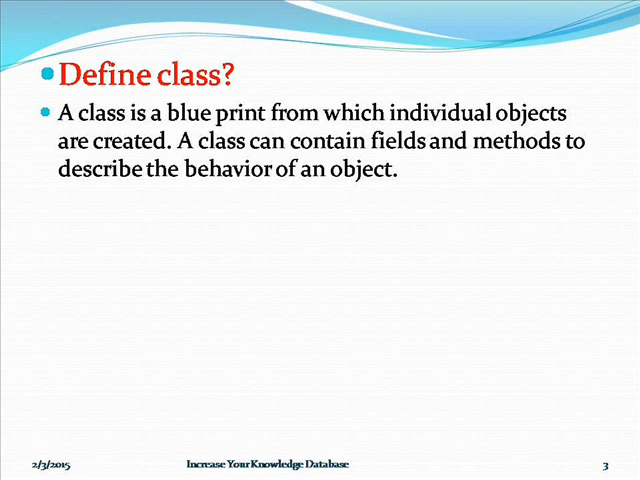 Define class?
A class is a blue print from which individual objects
are created. A class can contain fields and methods to
describe the behavior of an object.
2/3/2015 Increase Your Knowledge Database 3